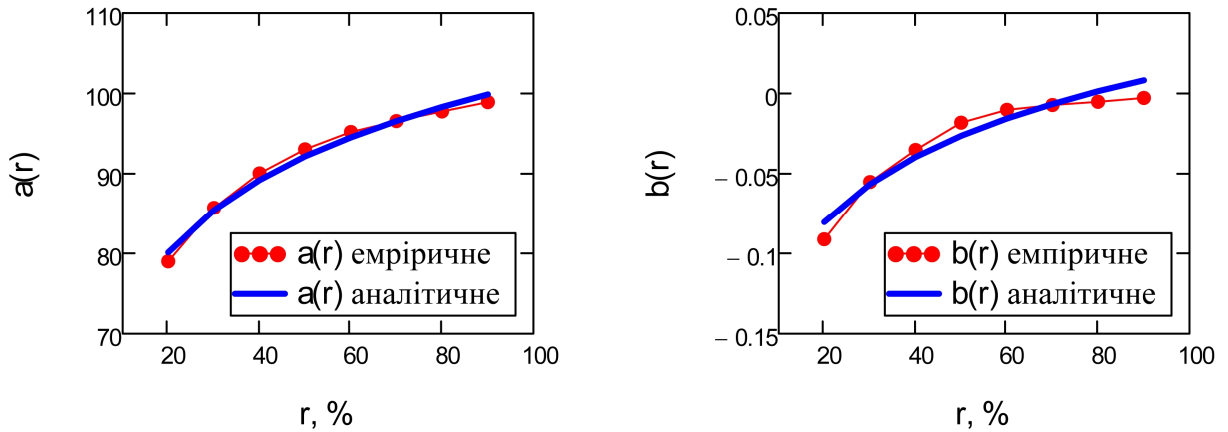 110
100
90
80
70
a(r)
a(r) емріричне
a(r) аналітичне
20 40 60 80 100
r, %
0.05
0
− 0.05
− 0.1
− 0.15
b(r)
b(r) емпіричне
b(r) аналітичне
20 40 60 80 100
r, %